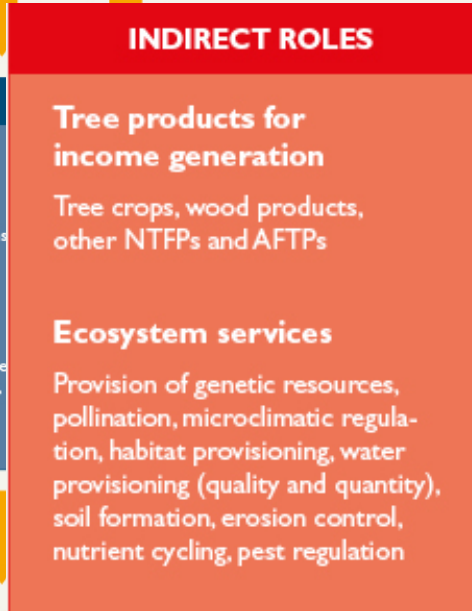 INDIRECT ROLES
Tree products for
income generation
Tree crops, wood products,
other NTFPs and AFTPs
Ecosystem services
Provision of genetic resources,
pollination, microclimatic regula-
tion, habitat provisioning, water
provisioning (quality and quantity),
soil formation, erosion control,
nutrient cycling, pest regulation